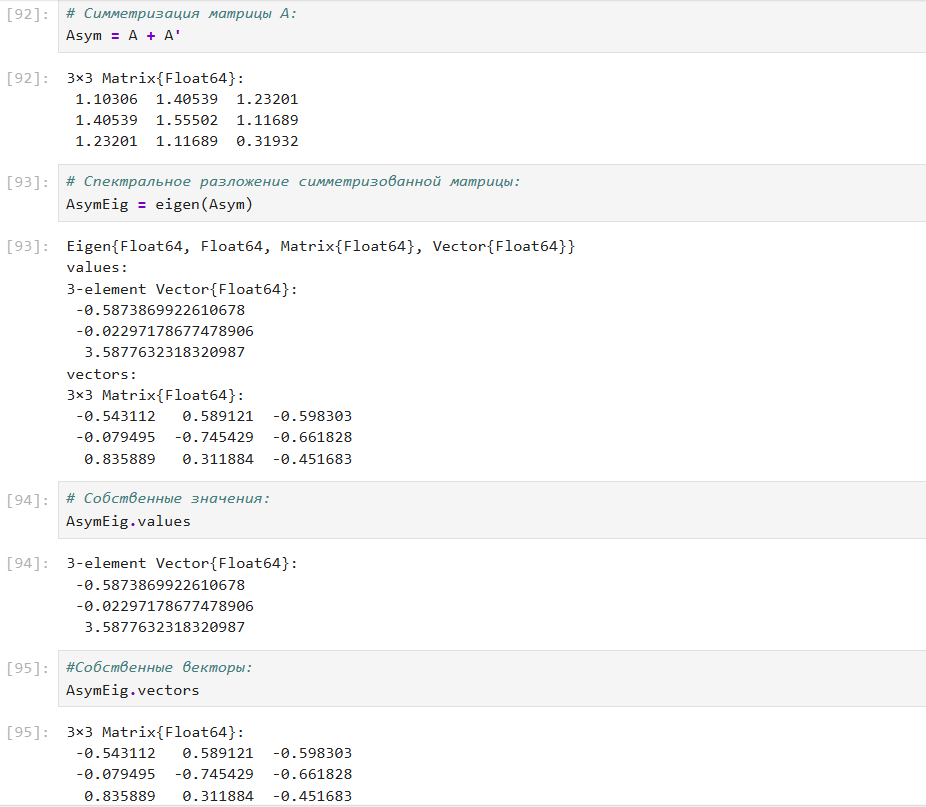 [92]: # Симметризация матрицы A:
Asym = A + A'
[92]: 3×3 Matrix{Float64}:
1.10306 1.40539 1.23201
1.40539 1.55502 1.11689
1.23201 1.11689 0.31932
[93]: # Спектральное разложение симметризованной матрицы:
AsymEig = eigen(Asym)
[93]: Eigen{Float64, Float64, Matrix{Float64}, Vector{Float64}}
values:
3-element Vector{Float64}:
-0.5873869922610678
-0.02297178677478906
3.5877632318320987
vectors:
3×3 Matrix{Float64}:
-0.543112 0.589121 -0.598303
-0.079495 -0.745429 -0.661828
0.835889 0.311884 -0.451683
[94]: # Собственные значения:
AsymEig.values
[94]: 3-element Vector{Float64}:
-0.5873869922610678
-0.02297178677478906
3.5877632318320987
[95]: #Собственные векторы:
AsymEig.vectors
[95]: 3×3 Matrix{Float64}:
-0.543112 0.589121 -0.598303
-0.079495 -0.745429 -0.661828
0.835889 0.311884 -0.451683